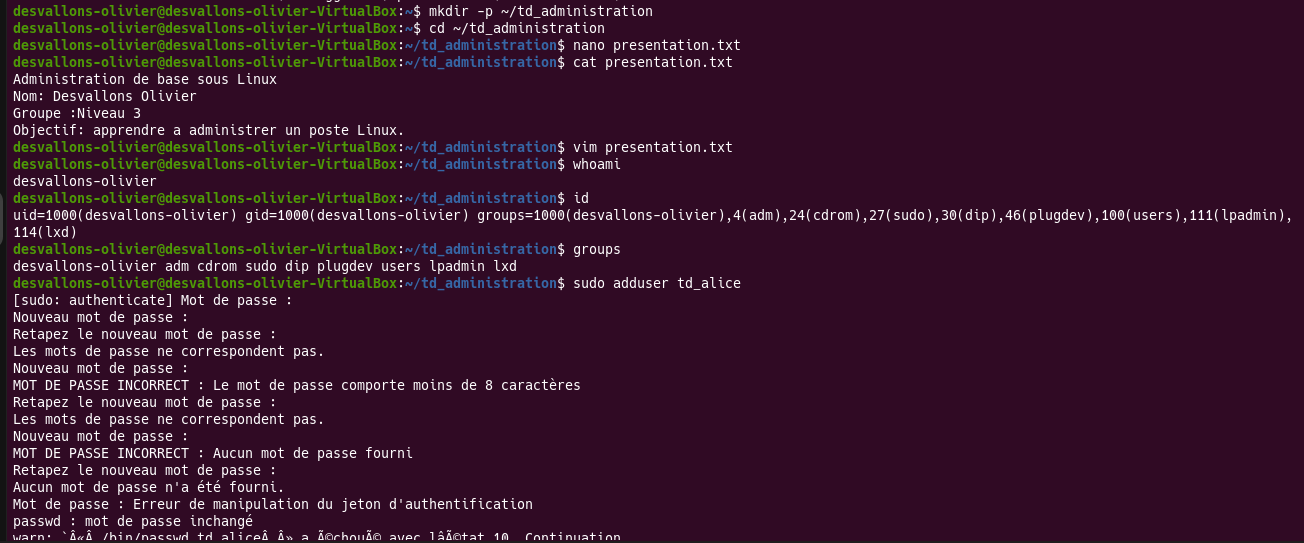 desvallons-olivier@desvallons-olivier-VirtualBox:~$ mkdir -p ~/td_administration
desvallons-olivier@desvallons-olivier-VirtualBox:~$ cd ~/td_administration
desvallons-olivier@desvallons-olivier-VirtualBox:~/td_administration$ nano presentation.txt
desvallons-olivier@desvallons-olivier-VirtualBox:~/td_administration$ cat presentation.txt
Administration de base sous Linux
Nom: Desvallons Olivier
Groupe :Niveau 3
Objectif: apprendre a administrer un poste Linux.
desvallons-olivier@desvallons-olivier-VirtualBox:~/td_administration$ vim presentation.txt
desvallons-olivier@desvallons-olivier-VirtualBox:~/td_administration$ whoami
desvallons-olivier
desvallons-olivier@desvallons-olivier-VirtualBox:~/td_administration$ id
uid=1000(desvallons-olivier) gid=1000(desvallons-olivier) groups=1000(desvallons-olivier),4(adm),24(cdrom),27(sudo),30(dip),46(plugdev),100(users),111(lpadmin),
114(lxd)
desvallons-olivier@desvallons-olivier-VirtualBox:~/td_administration$ groups
desvallons-olivier adm cdrom sudo dip plugdev users lpadmin lxd
desvallons-olivier@desvallons-olivier-VirtualBox:~/td_administration$ sudo adduser td_alice
[sudo: authenticate] Mot de passe :
Nouveau mot de passe :
Retapez le nouveau mot de passe :
Les mots de passe ne correspondent pas.
Nouveau mot de passe :
MOT DE PASSE INCORRECT : Le mot de passe comporte moins de 8 caractères
Retapez le nouveau mot de passe :
Les mots de passe ne correspondent pas.
Nouveau mot de passe :
MOT DE PASSE INCORRECT : Aucun mot de passe fourni
Retapez le nouveau mot de passe :
Aucun mot de passe n'a été fourni.
Mot de passe : Erreur de manipulation du jeton d'authentification
passwd : mot de passe inchangé
warn: `Â«Â /bin/passwd td_aliceÂ Â» a Ã©chouÃ© avec lâÃ©tat 10. Continuation